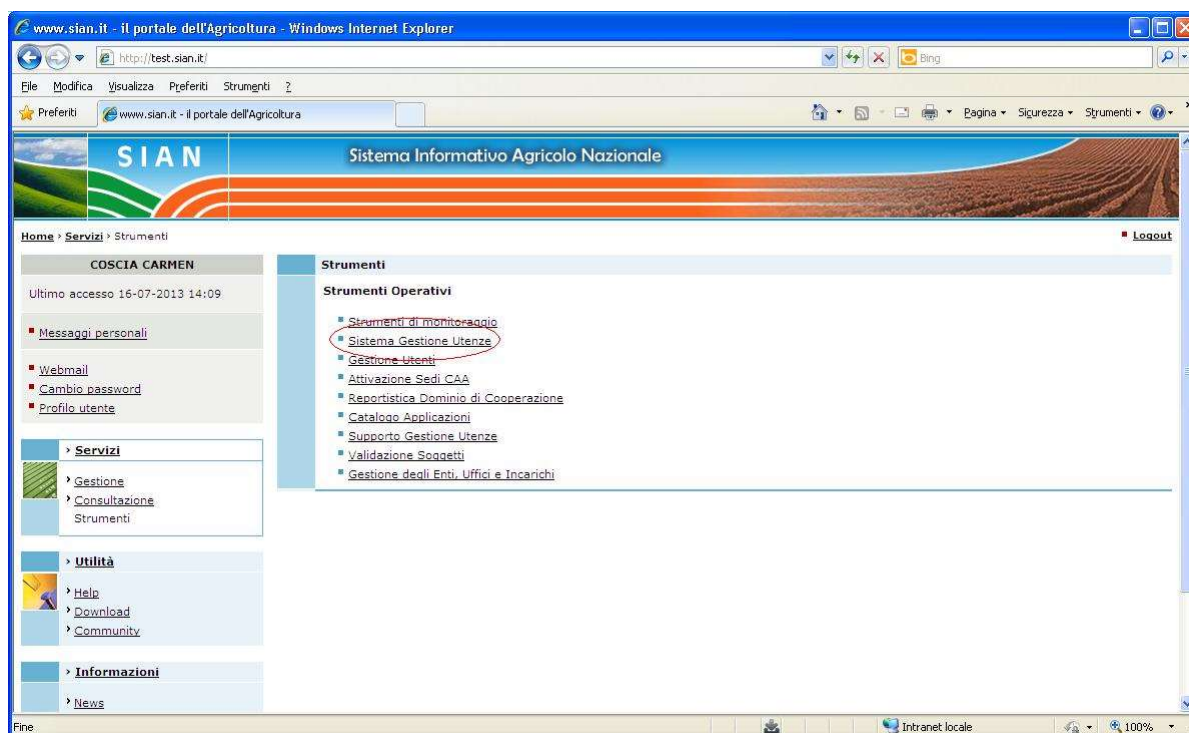 www.sian.it - il portale dell'Agricoltura - Windows Internet Explorer
http://test.sian.it/
Bing
File Modifica Visualizza Preferiti Strumenti ?
Preferiti www.sian.it - il portale dell'Agricoltura Pagina Sicurezza Strumenti
SIAN Sistema Informativo Agricolo Nazionale
Home › Servizi › Strumenti Logout
COSCIA CARMEN
Ultimo accesso 16-07-2013 14:09
Messaggi personali
Webmail
Cambio password
Profilo utente
› Servizi
› Gestione
› Consultazione
Strumenti
› Utilità
› Help
› Download
› Community
› Informazioni
› News
Strumenti
Strumenti Operativi
Strumenti di monitoraggio
Sistema Gestione Utenze
Gestione Utenti
Attivazione Sedi CAA
Reportistica Dominio di Cooperazione
Catalogo Applicazioni
Supporto Gestione Utenze
Validazione Soggetti
Gestione degli Enti, Uffici e Incarichi
Fine Intranet locale 100%